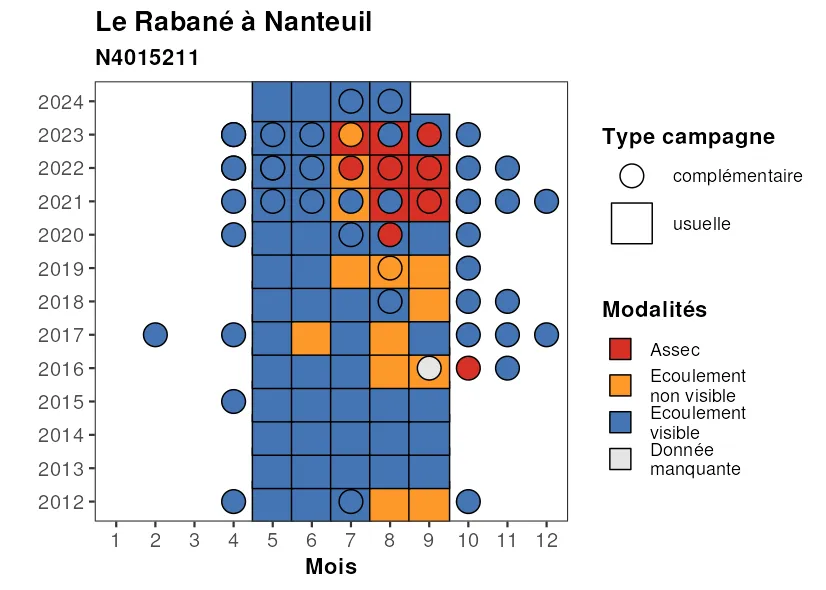 Le Rabané à Nanteuil
N4015211
2024
2023
2022
2021
2020
2019
2018
2017
2016
2015
2014
2013
2012
1 2 3 4 5 6 7 8 9 10 11 12
Mois
Type campagne
complémentaire
usuelle
Modalités
Assec
Ecoulement
non visible
Ecoulement
visible
Donnée
manquante